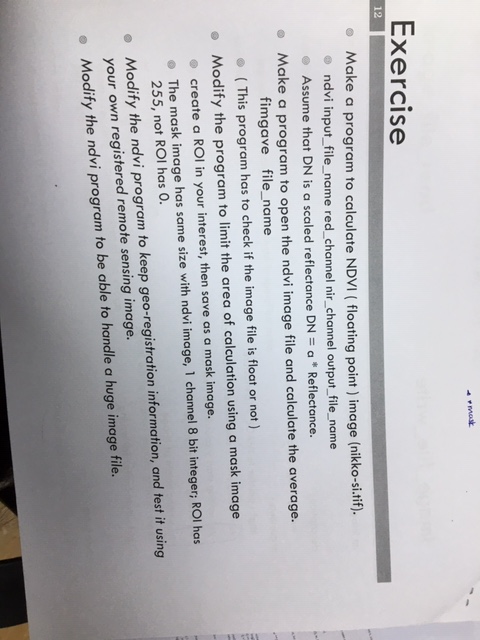 Exercise
12
Make a program to calculate NDVI ( floating point ) image (nikko-si.tif).
ndvi input_file_name red_channel nir_channel output_file_name
Assume that DN is a scaled reflectance DN = a * Reflectance.
Make a program to open the ndvi image file and calculate the average.
fimgave file_name
( This program has to check if the image file is float or not )
Modify the program to limit the area of calculation using a mask image
create a ROI in your interest, then save as a mask image.
The mask image has same size with ndvi image, 1 channel 8 bit integer; ROI has
255, not ROI has 0.
Modify the ndvi program to keep geo-registration information, and test it using
your own registered remote sensing image.
Modify the ndvi program to be able to handle a huge image file.
mask